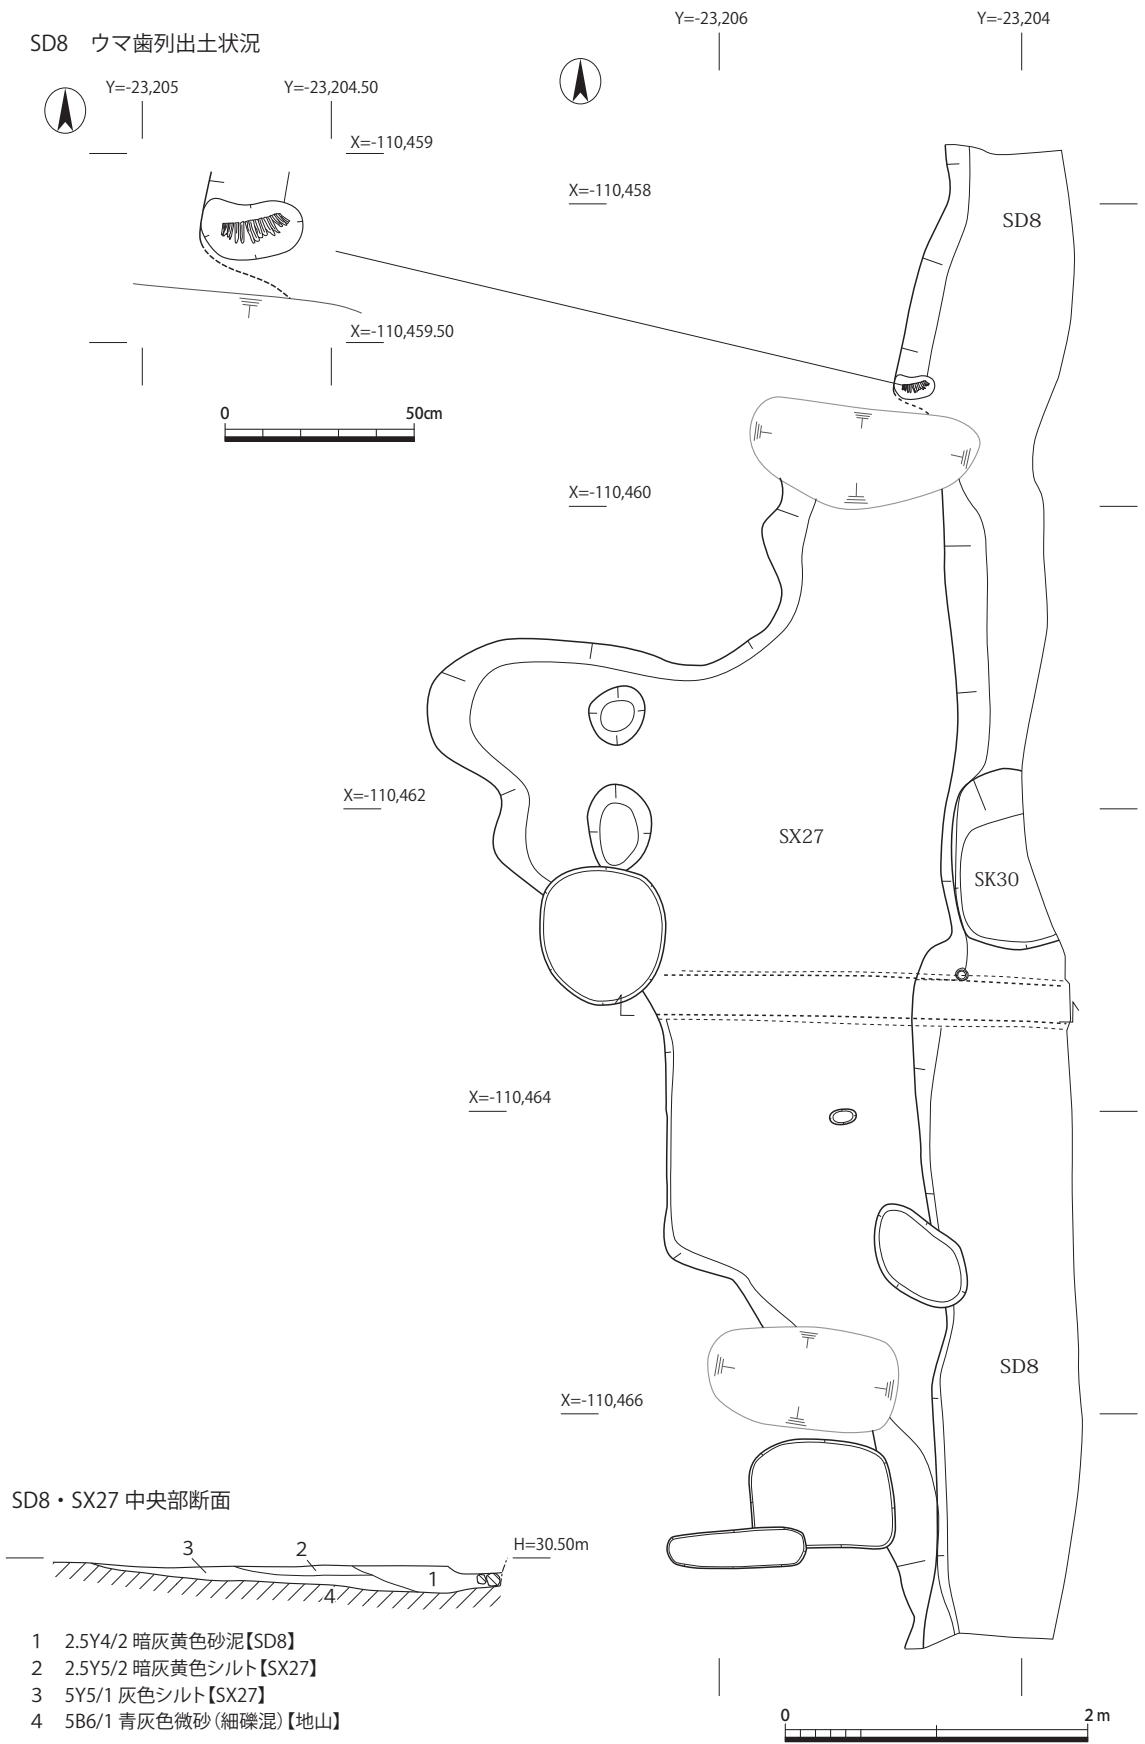 SD8　ウマ歯列出土状況
Y=-23,205
Y=-23,204.50
X=-110,459
X=-110,459.50
0
50cm
Y=-23,206
Y=-23,204
X=-110,458
SD8
X=-110,460
X=-110,462
SX27
SK30
X=-110,464
X=-110,466
SD8
SD8・SX27 中央部断面
3
2
1
4
H=30.50m
1　2.5Y4/2 暗灰黄色砂泥【SD8】
2　2.5Y5/2 暗灰黄色シルト【SX27】
3　5Y5/1 灰色シルト【SX27】
4　5B6/1 青灰色微砂（細礫混）【地山】
0
2 m